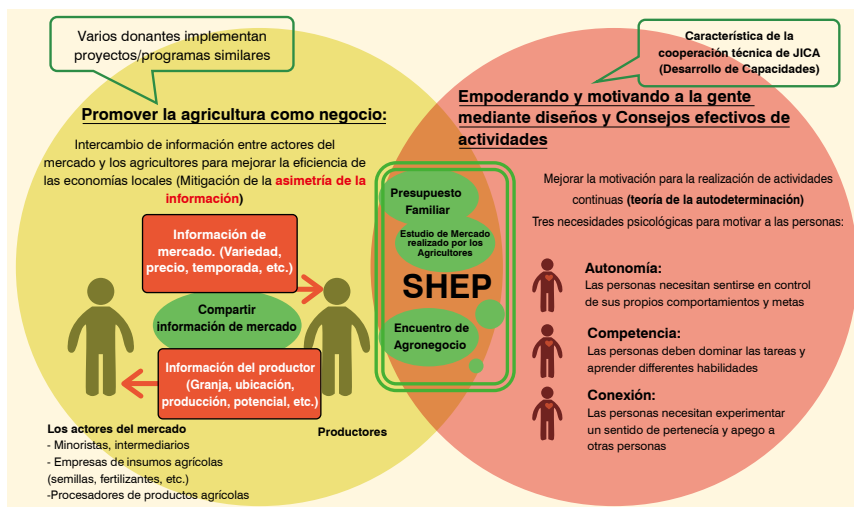 Varios donantes implementan
proyectos/programas similares
Promover la agricultura como negocio:
Intercambio de información entre actores del
mercado y los agricultores para mejorar la eficiencia de
las economías locales (Mitigación de la asimetría de la
información)
Información de
mercado. (Variedad,
precio, temporada, etc.)
Compartir
información de mercado
Información del productor
(Granja, ubicación,
producción, potencial, etc.)
Los actores del mercado
- Minoristas, intermediarios
- Empresas de insumos agrícolas
(semillas, fertilizantes, etc.)
-Procesadores de productos agrícolas
Productores
Presupuesto
Familiar
Estudio de Mercado
realizado por los
Agricultores
SHEP
Encuentro de
Agronegocio
Característica de la
cooperación técnica de JICA
(Desarrollo de Capacidades)
Empoderando y motivando a la gente
mediante diseños y Consejos efectivos de
actividades
Mejorar la motivación para la realización de actividades
continuas (teoría de la autodeterminación)
Tres necesidades psicológicas para motivar a las personas:
Autonomía:
Las personas necesitan sentirse en control
de sus propios comportamientos y metas
Competencia:
Las personas deben dominar las tareas y
aprender diferentes habilidades
Conexión:
Las personas necesitan experimentar
un sentido de pertenecía y apego a
otras personas